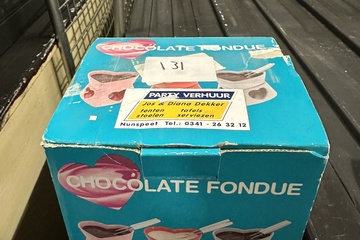 CHOCOLATE FONDUE
131
PARTY VERHUUR
Jos & Diana Dekker
tenten tafels
stoelen serviezen
Nunspeet Tel.: 0341 - 26 32 12
CHOCOLATE FONDUE